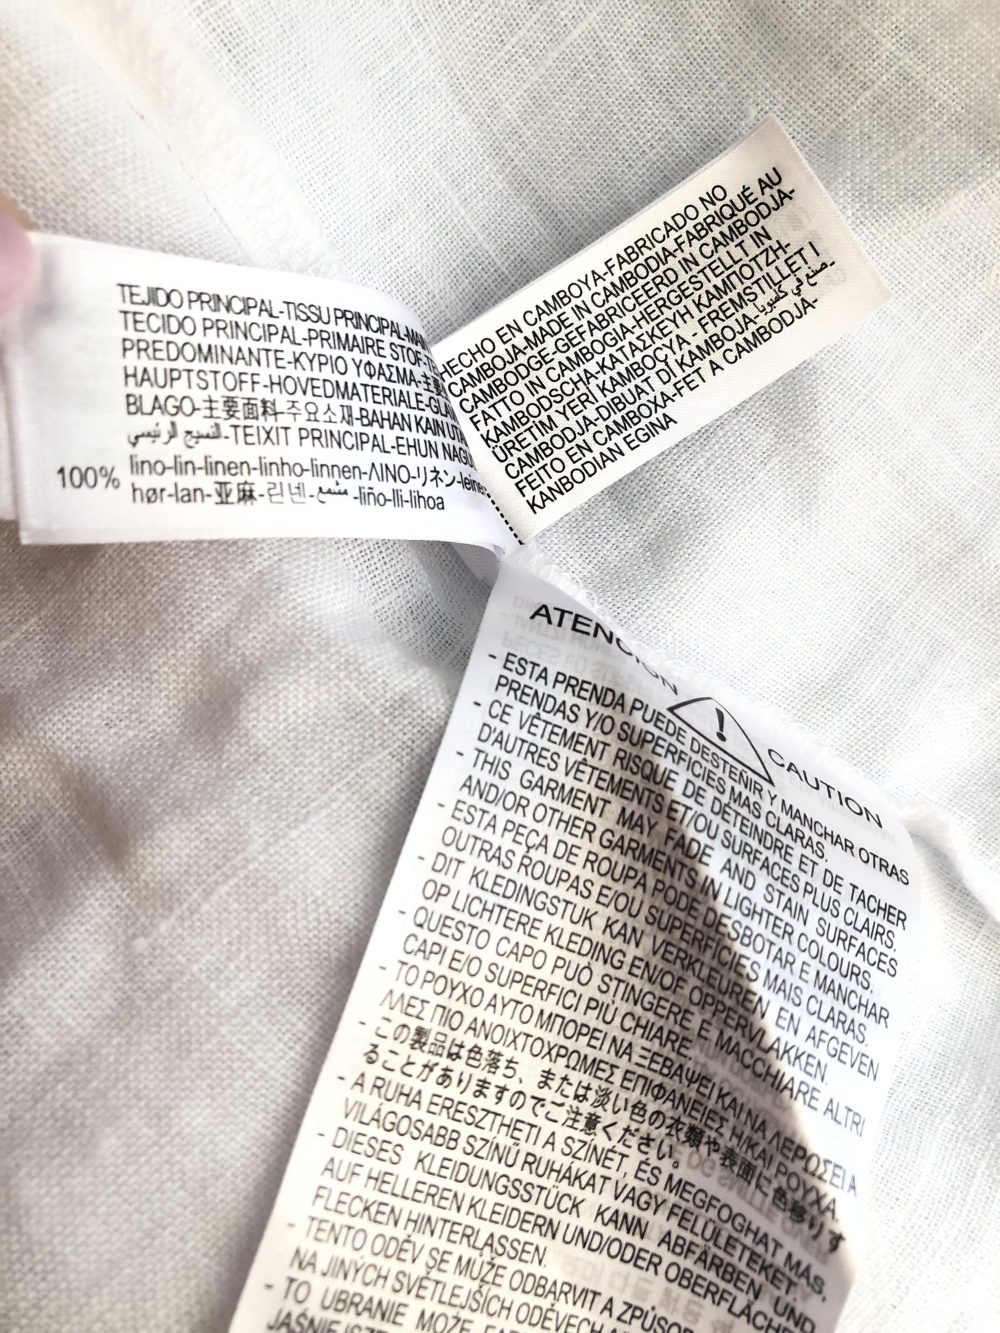 TEJIDO PRINCIPAL-TISSU PRINCIPAL-
TECIDO PRINCIPAL-PRIMAIRE STOF-
PREDOMINANTE-ΚΥΡΙΟ ΥΦΑΣΜΑ-主要
HAUPTSTOFF-HOVEDMATERIALE-
BLAGO-主要面料-주요소재-BAHAN KAIN
النسيج الرئيسي-TEIXIT PRINCIPAL-EHUN
100% lino-lin-linen-linho-linnen-ΛΙΝΟ-リネン-
hør-lan-亚麻-린넨--liño-lli-lihoa
HECHO EN CAMBOYA-FABRICADO NO
CAMBOJA-MADE IN CAMBODIA-FABRIQUÉ AU
CAMBODGE-GEFABRICEERD IN CAMBODJA-
FATTO IN CAMBOGIA-HERGESTELLT IN
KAMBODSCHA-ΚΑΤΑΣΚΕΥΗ ΚΑΜΠΟΤΖΗ-
ÜRETİM YERİ KAMBOÇYA - FREMSTILLET I
CAMBODJA-DIBUAT DI KAMBOJA-صنع في كمبوديا-
FEITO EN CAMBOXA-FET A CAMBODJA-
KANBODIAN EGINA
ATENCIÓN ! CAUTION
- ESTA PRENDA PUEDE DESTEÑIR Y MANCHAR OTRAS
PRENDAS Y/O SUPERFICIES MAS CLARAS.
- CE VÊTEMENT RISQUE DE DÉTEINDRE ET DE TACHER
D'AUTRES VÊTEMENTS ET/OU SURFACES PLUS CLAIRS.
- THIS GARMENT MAY FADE AND STAIN SURFACES
AND/OR OTHER GARMENTS IN LIGHTER COLOURS.
- ESTA PEÇA DE ROUPA PODE DESBOTAR E MANCHAR
OUTRAS ROUPAS E/OU SUPERFÍCIES MAIS CLARAS.
- DIT KLEDINGSTUK KAN VERKLEUREN EN AFGEVEN
OP LICHTERE KLEDING EN/OF OPPERVLAKKEN.
- QUESTO CAPO PUÒ STINGERE E MACCHIARE ALTRI
CAPI E/O SUPERFICI PIÙ CHIARE.
- ΤΟ ΡΟΥΧΟ ΑΥΤΟ ΜΠΟΡΕΙ ΝΑ ΞΕΒΑΨΕΙ ΚΑΙ ΝΑ ΛΕΡΩΣΕΙ Α
ΛΛΕΣ ΠΙΟ ΑΝΟΙΧΤΟΧΡΩΜΕΣ ΕΠΙΦΑΝΕΙΕΣ Η/ΚΑΙ ΡΟΥΧΑ.
- この製品は色落ち、または淡い色の衣類や表面に色移りす
ることがありますのでご注意ください。
- A RUHA ERESZTHETI A SZÍNÉT, ÉS MEGFOGHAT MÁS,
VILÁGOSABB SZÍNŰ RUHÁKAT VAGY FELÜLETEKET.
- DIESES KLEIDUNGSSTÜCK KANN ABFÄRBEN UND
AUF HELLEREN KLEIDERN UND/ODER OBERFLÄCHEN
FLECKEN HINTERLASSEN.
- TENTO ODĚV SE MŮŽE ODBARVIT A
NA JINÝCH SVĚTLEJŠÍCH ODĚVECH
- TO UBRANIE MOŻE